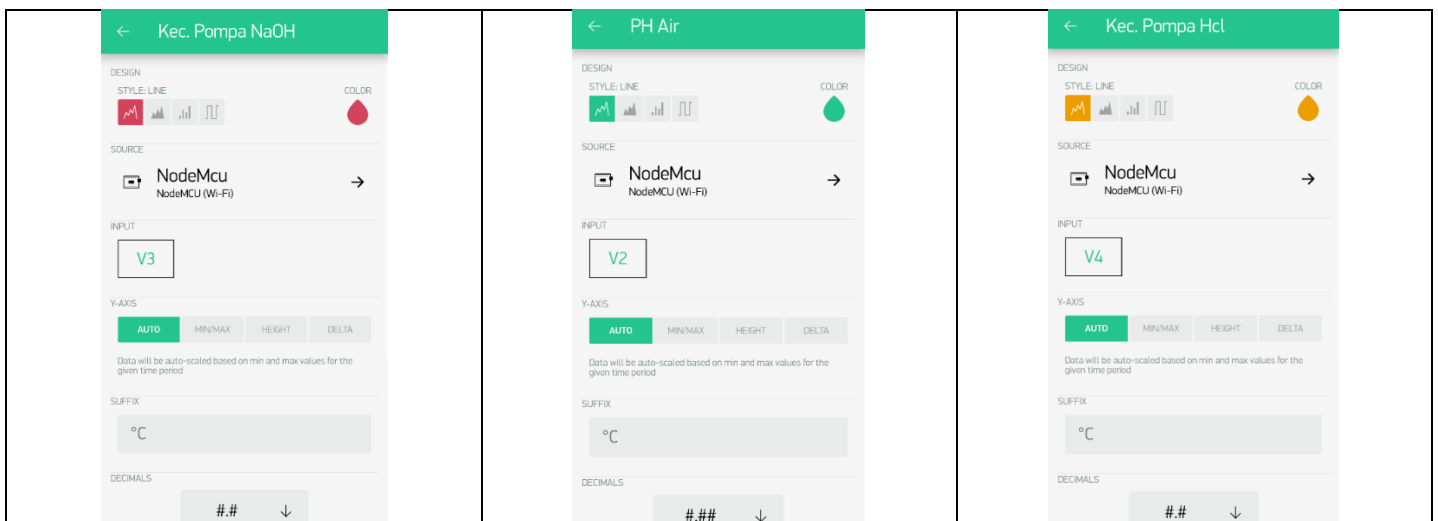 ← Kec. Pompa NaOH
DESIGN
STYLE: LINE COLOR
SOURCE
NodeMcu →
NodeMCU (Wi-Fi)
INPUT
V3
Y-AXIS
AUTO MIN/MAX HEIGHT DELTA
Data will be auto-scaled based on min and max values for the
given time period
SUFFIX
°C
DECIMALS
#.# ↓
← PH Air
DESIGN
STYLE: LINE COLOR
SOURCE
NodeMcu →
NodeMCU (Wi-Fi)
INPUT
V2
Y-AXIS
AUTO MIN/MAX HEIGHT DELTA
Data will be auto-scaled based on min and max values for the
given time period
SUFFIX
°C
DECIMALS
#.## ↓
← Kec. Pompa Hcl
DESIGN
STYLE: LINE COLOR
SOURCE
NodeMcu →
NodeMCU (Wi-Fi)
INPUT
V4
Y-AXIS
AUTO MIN/MAX HEIGHT DELTA
Data will be auto-scaled based on min and max values for the
given time period
SUFFIX
°C
DECIMALS
#.# ↓